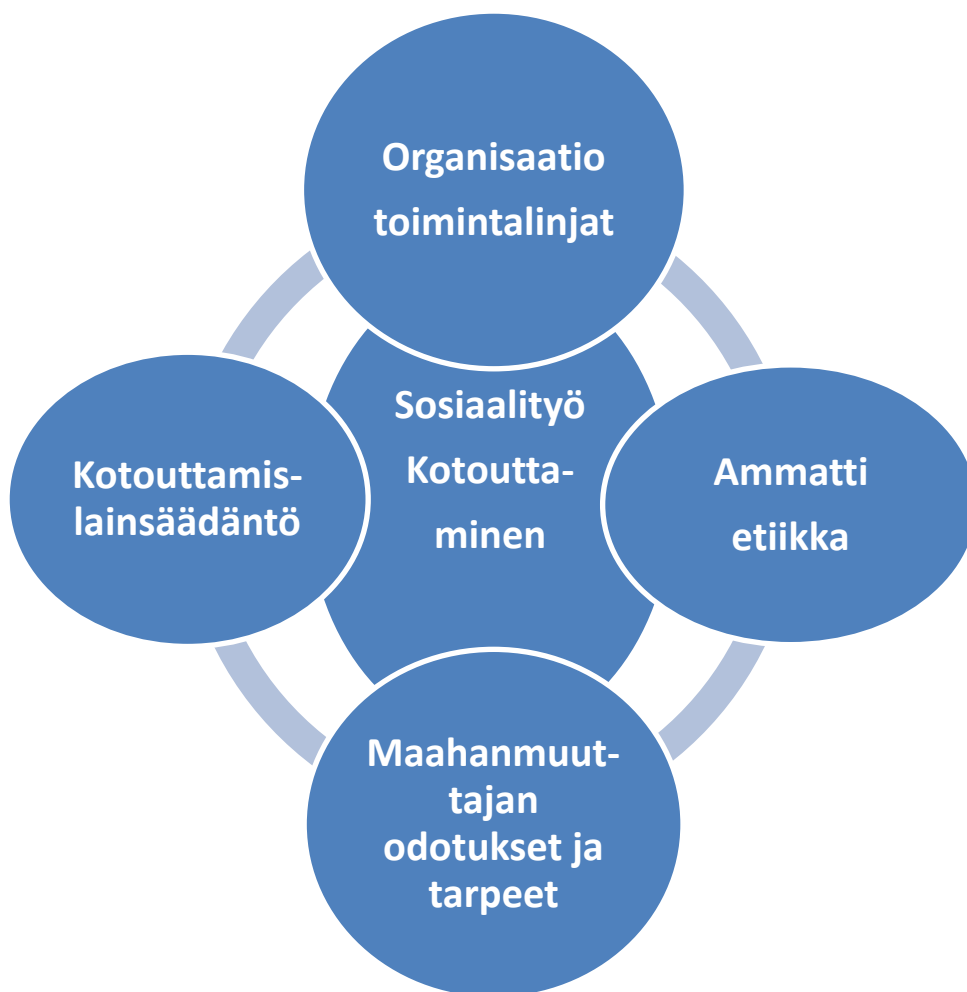 Organisaatio
toimintalinjat
Sosiaalityö
Kotoutta-
minen
Kotouttamis-
lainsäädäntö
Ammatti
etiikka
Maahanmuut-
tajan
odotukset ja
tarpeet